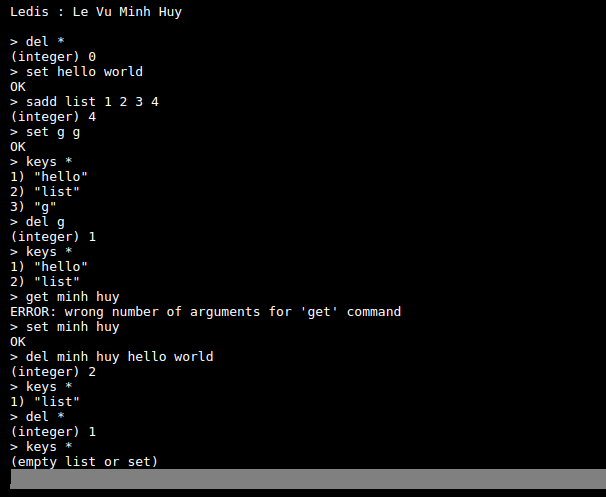 Ledis : Le Vu Minh Huy
> del *
(integer) 0
> set hello world
OK
> sadd list 1 2 3 4
(integer) 4
> set g g
OK
> keys *
1) "hello"
2) "list"
3) "g"
> del g
(integer) 1
> keys *
1) "hello"
2) "list"
> get minh huy
ERROR: wrong number of arguments for 'get' command
> set minh huy
OK
> del minh huy hello world
(integer) 2
> keys *
1) "list"
> del *
(integer) 1
> keys *
(empty list or set)